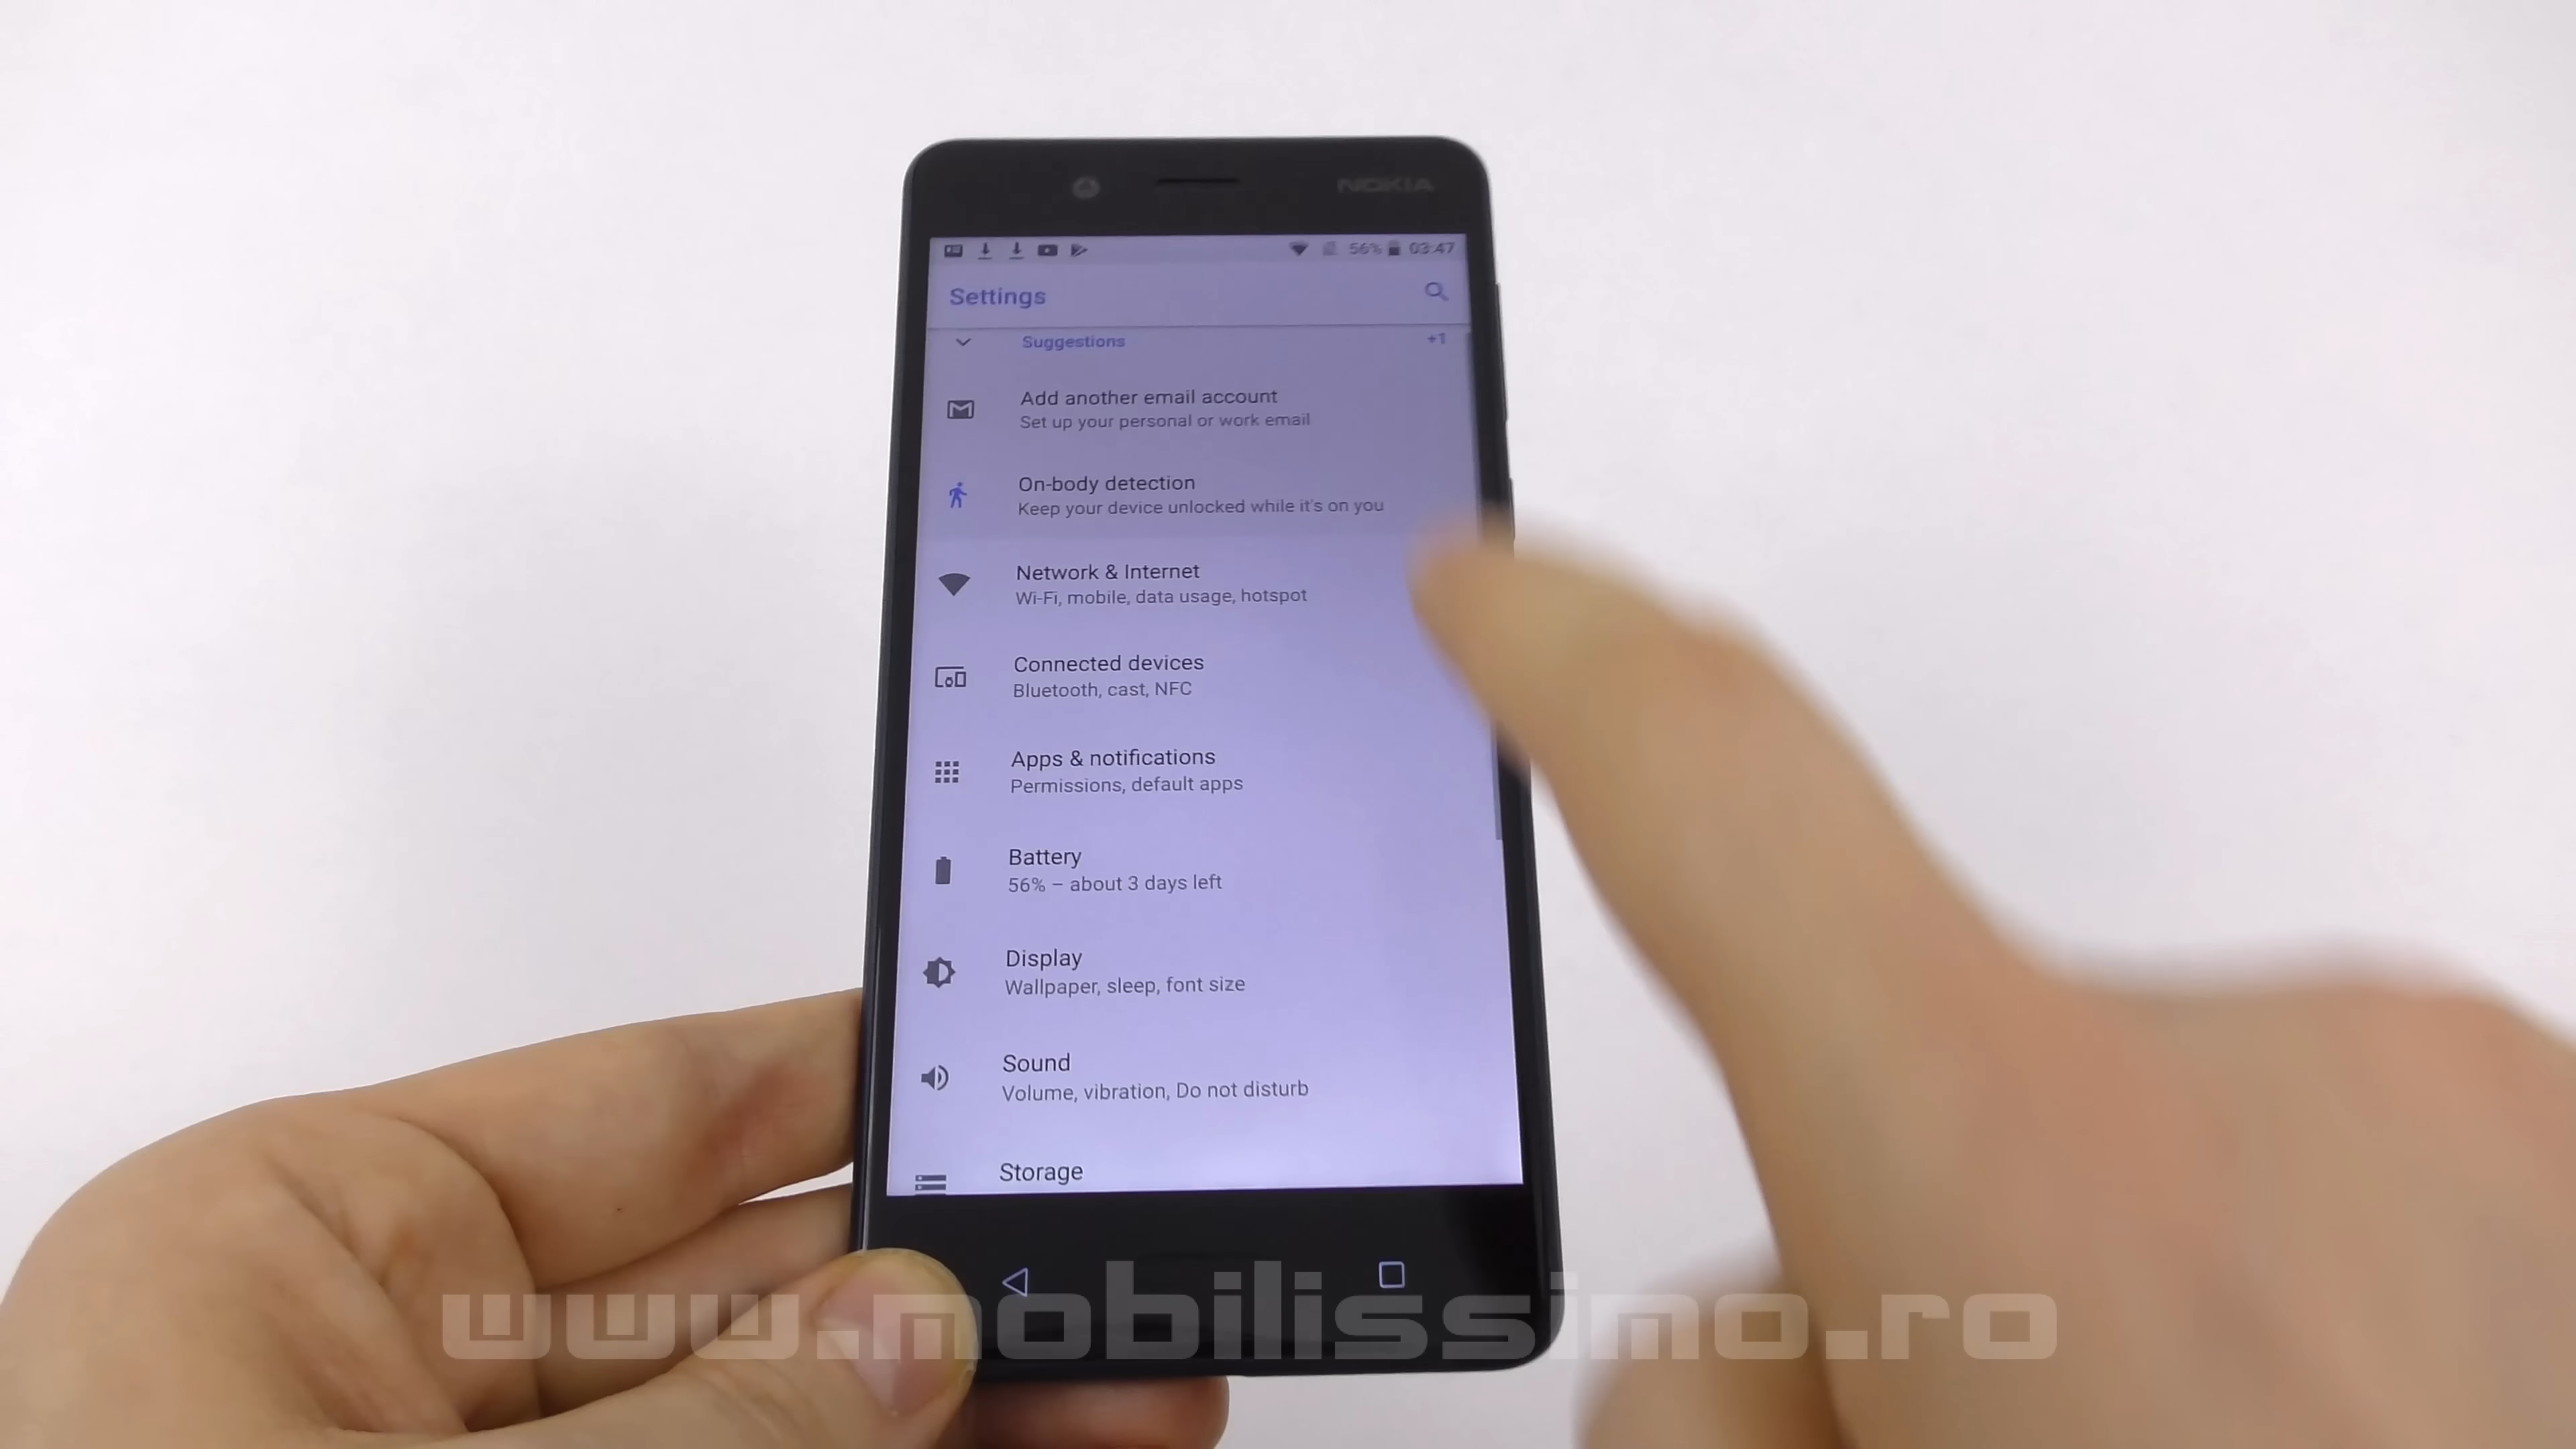 NOKIA
56% 03:47
Settings
Suggestions +1
Add another email account
Set up your personal or work email
On-body detection
Keep your device unlocked while it's on you
Network & Internet
Wi-Fi, mobile, data usage, hotspot
Connected devices
Bluetooth, cast, NFC
Apps & notifications
Permissions, default apps
Battery
56% – about 3 days left
Display
Wallpaper, sleep, font size
Sound
Volume, vibration, Do not disturb
Storage
www.mobilissimo.ro